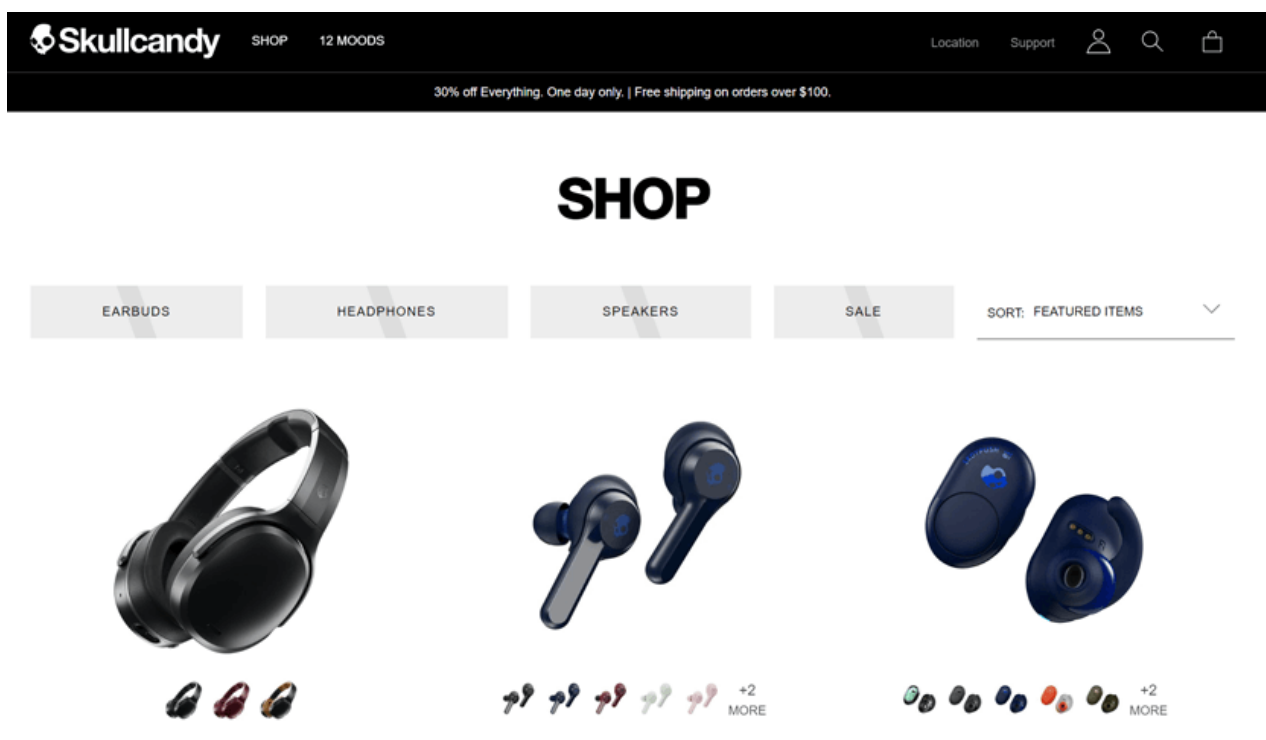 Skullcandy SHOP 12 MOODS Location Support
30% off Everything. One day only. | Free shipping on orders over $100.
SHOP
EARBUDS HEADPHONES SPEAKERS SALE SORT: FEATURED ITEMS
+2 +2
MORE MORE